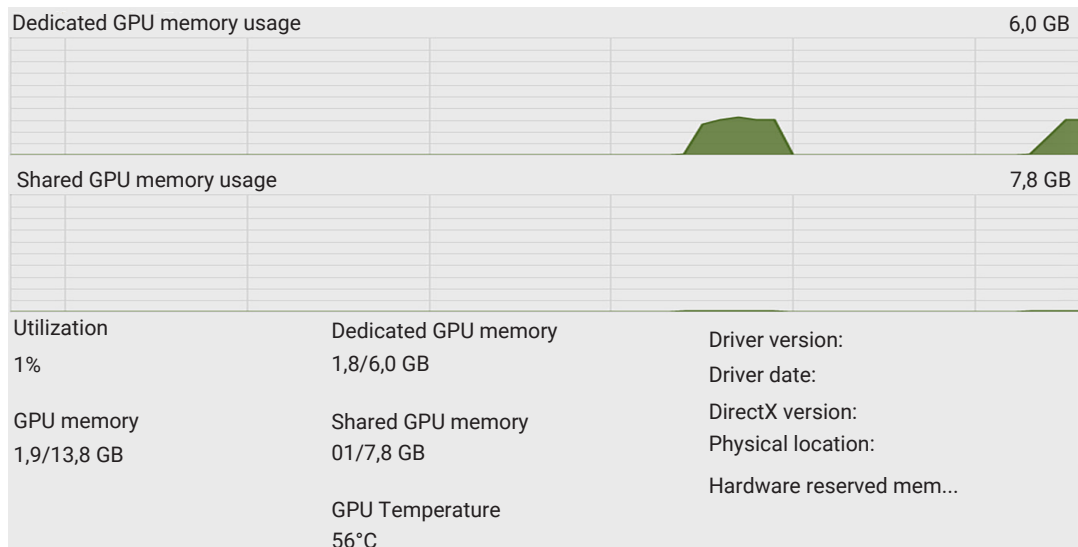 Dedicated GPU memory usage 6,0 GB
Shared GPU memory usage 7,8 GB
Utilization
1%
GPU memory
1,9/13,8 GB
Dedicated GPU memory
1,8/6,0 GB
Shared GPU memory
01/7,8 GB
GPU Temperature
56°C
Driver version:
Driver date:
DirectX version:
Physical location:
Hardware reserved mem...